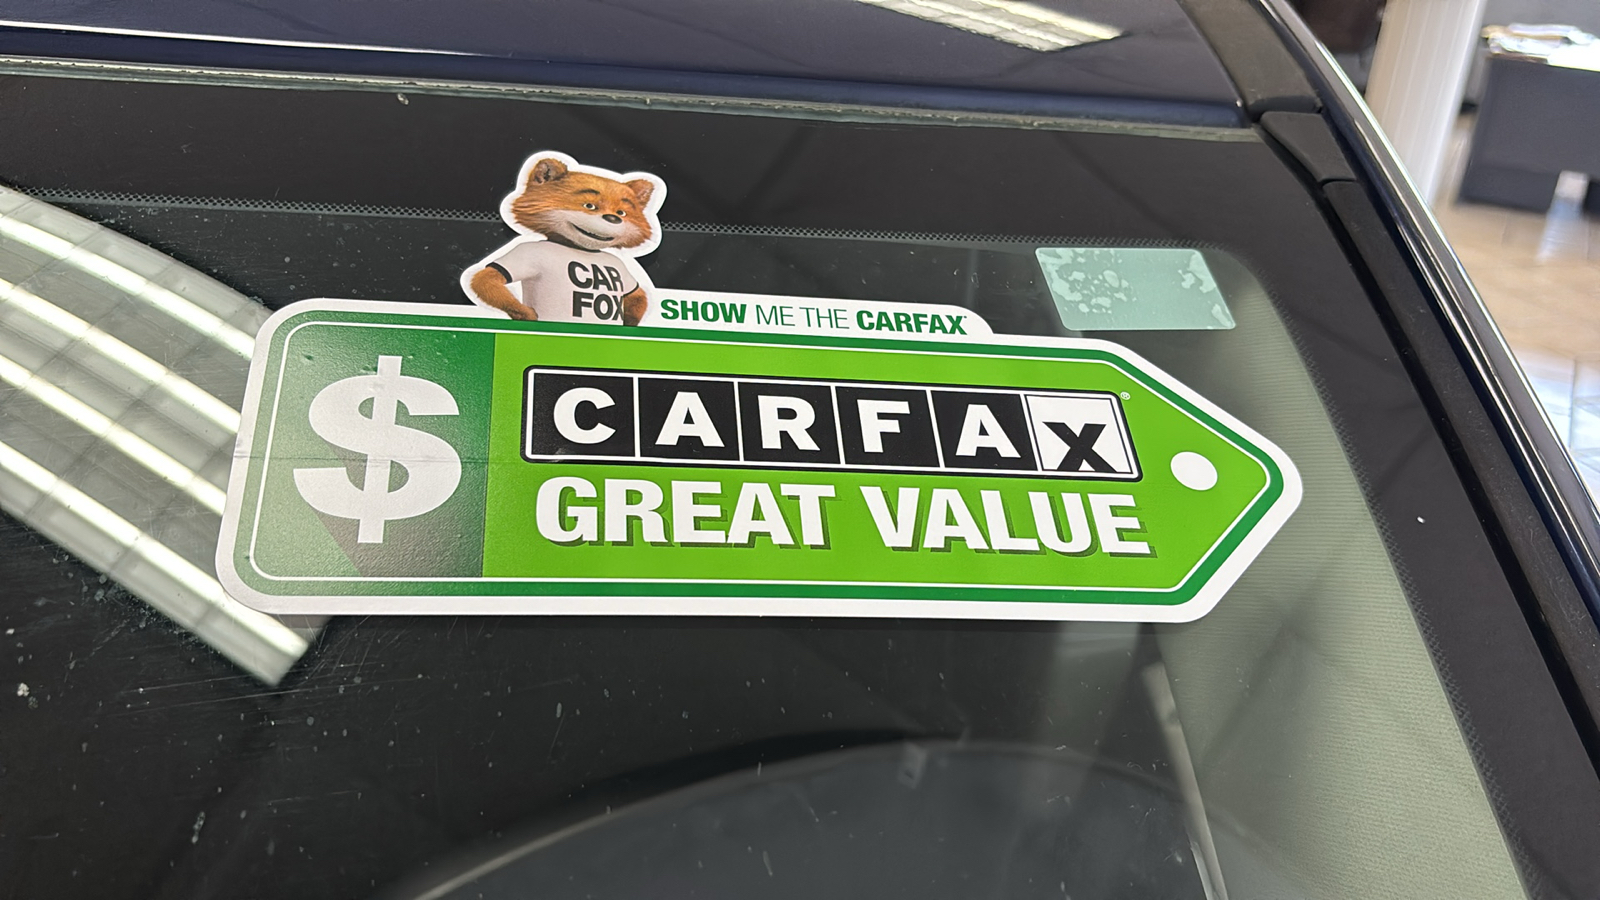 CAR
FOX
SHOW ME THE CARFAX
$
CARFAX®
GREAT VALUE